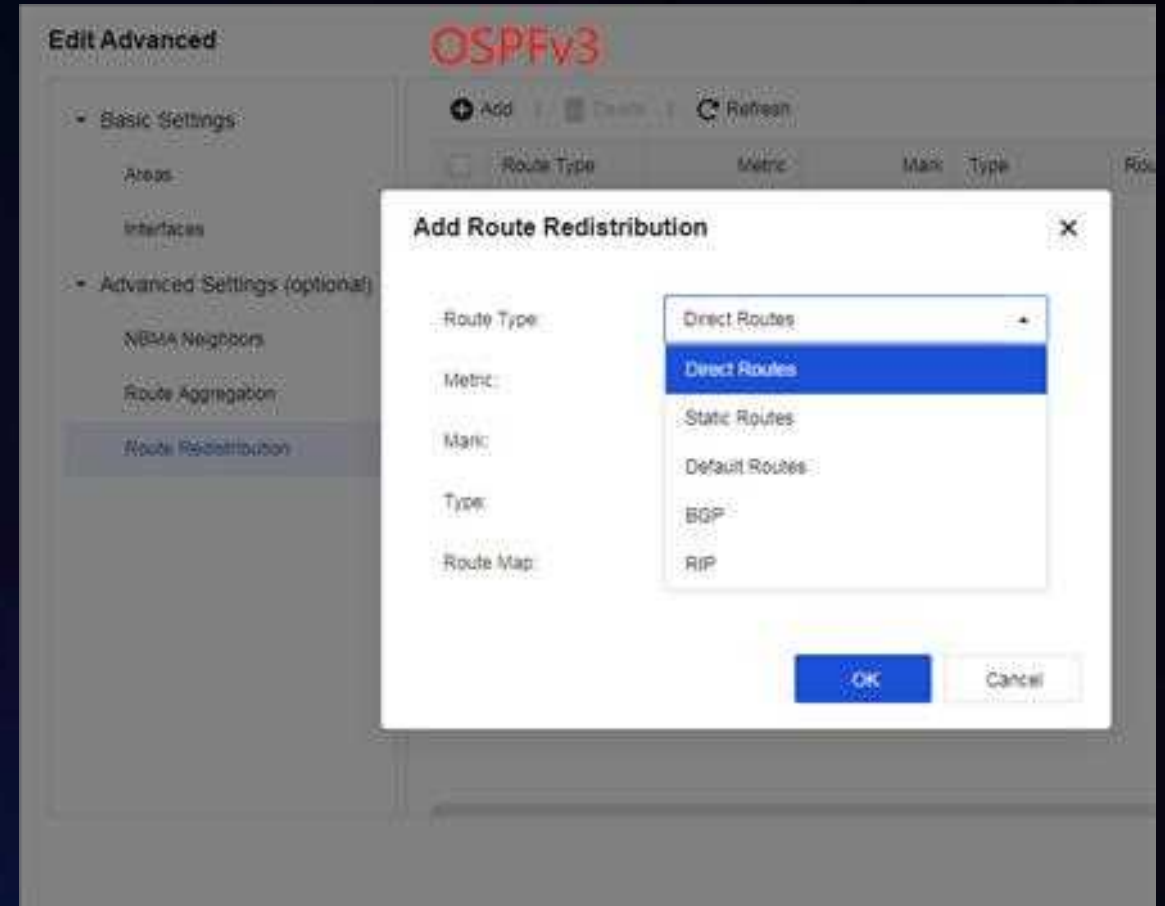 Edit Advanced
OSPFv3
Basic Settings
Areas
Interfaces
Advanced Settings (optional)
NBMA Neighbors
Route Aggregation
Route Redistribution
Add Delete Refresh
Route Type Metric Mark Type Rou
Add Route Redistribution
Route Type: Direct Routes
Direct Routes
Metric:
Static Routes
Mark:
Default Routes
Type:
BGP
Route Map:
RIP
OK Cancel